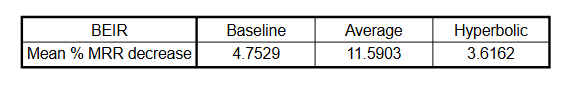 BEIR Baseline Average Hyperbolic
Mean % MRR decrease 4.7529 11.5903 3.6162